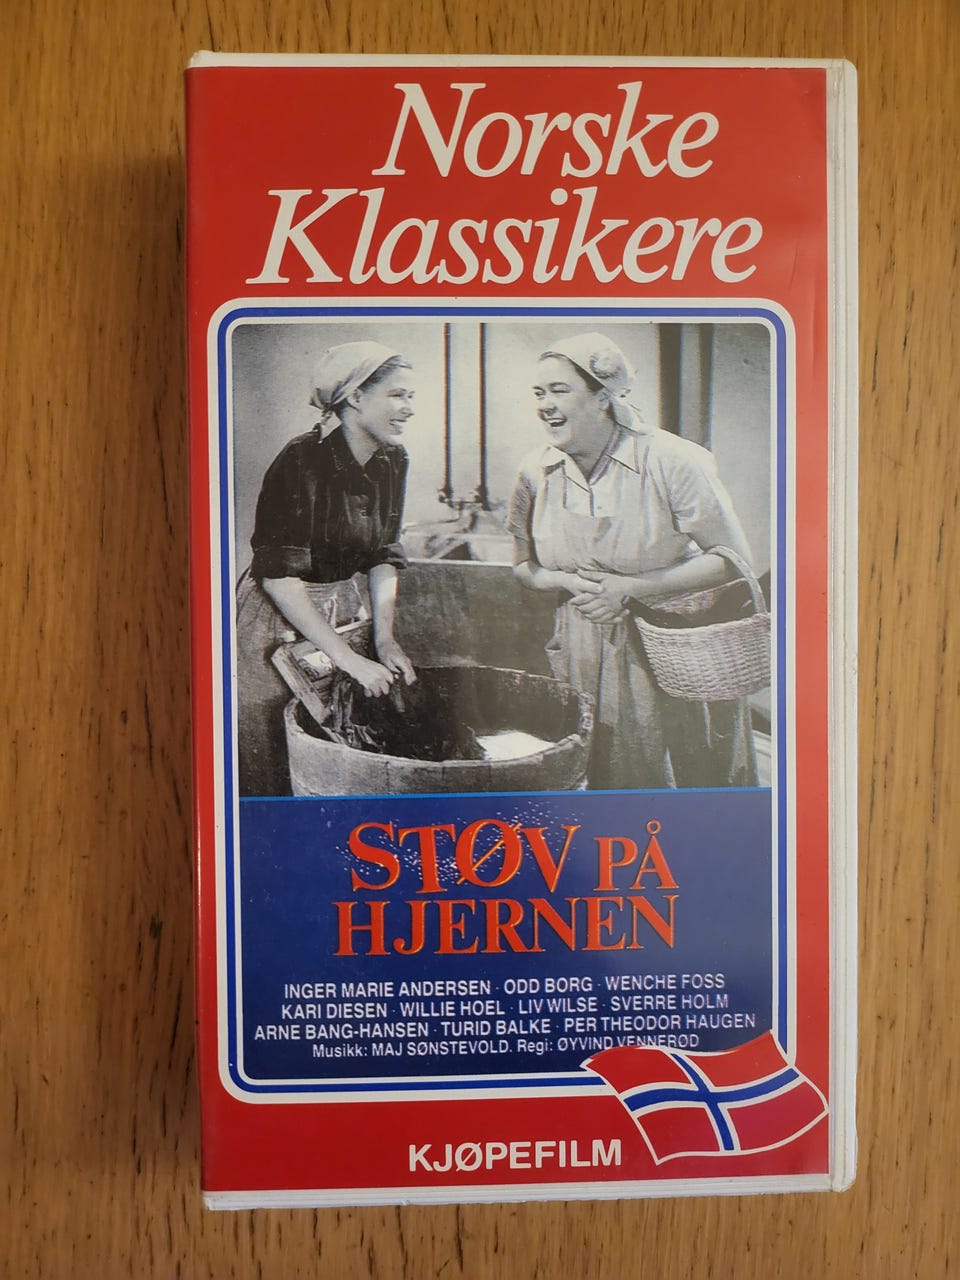 Norske
Klassikere
STØV PÅ
HJERNEN
INGER MARIE ANDERSEN · ODD BORG · WENCHE FOSS
KARI DIESEN · WILLIE HOEL · LIV WILSE · SVERRE HOLM
ARNE BANG-HANSEN · TURID BALKE · PER THEODOR HAUGEN
Musikk: MAJ SØNSTEVOLD. Regi: ØYVIND VENNERØD
KJØPEFILM